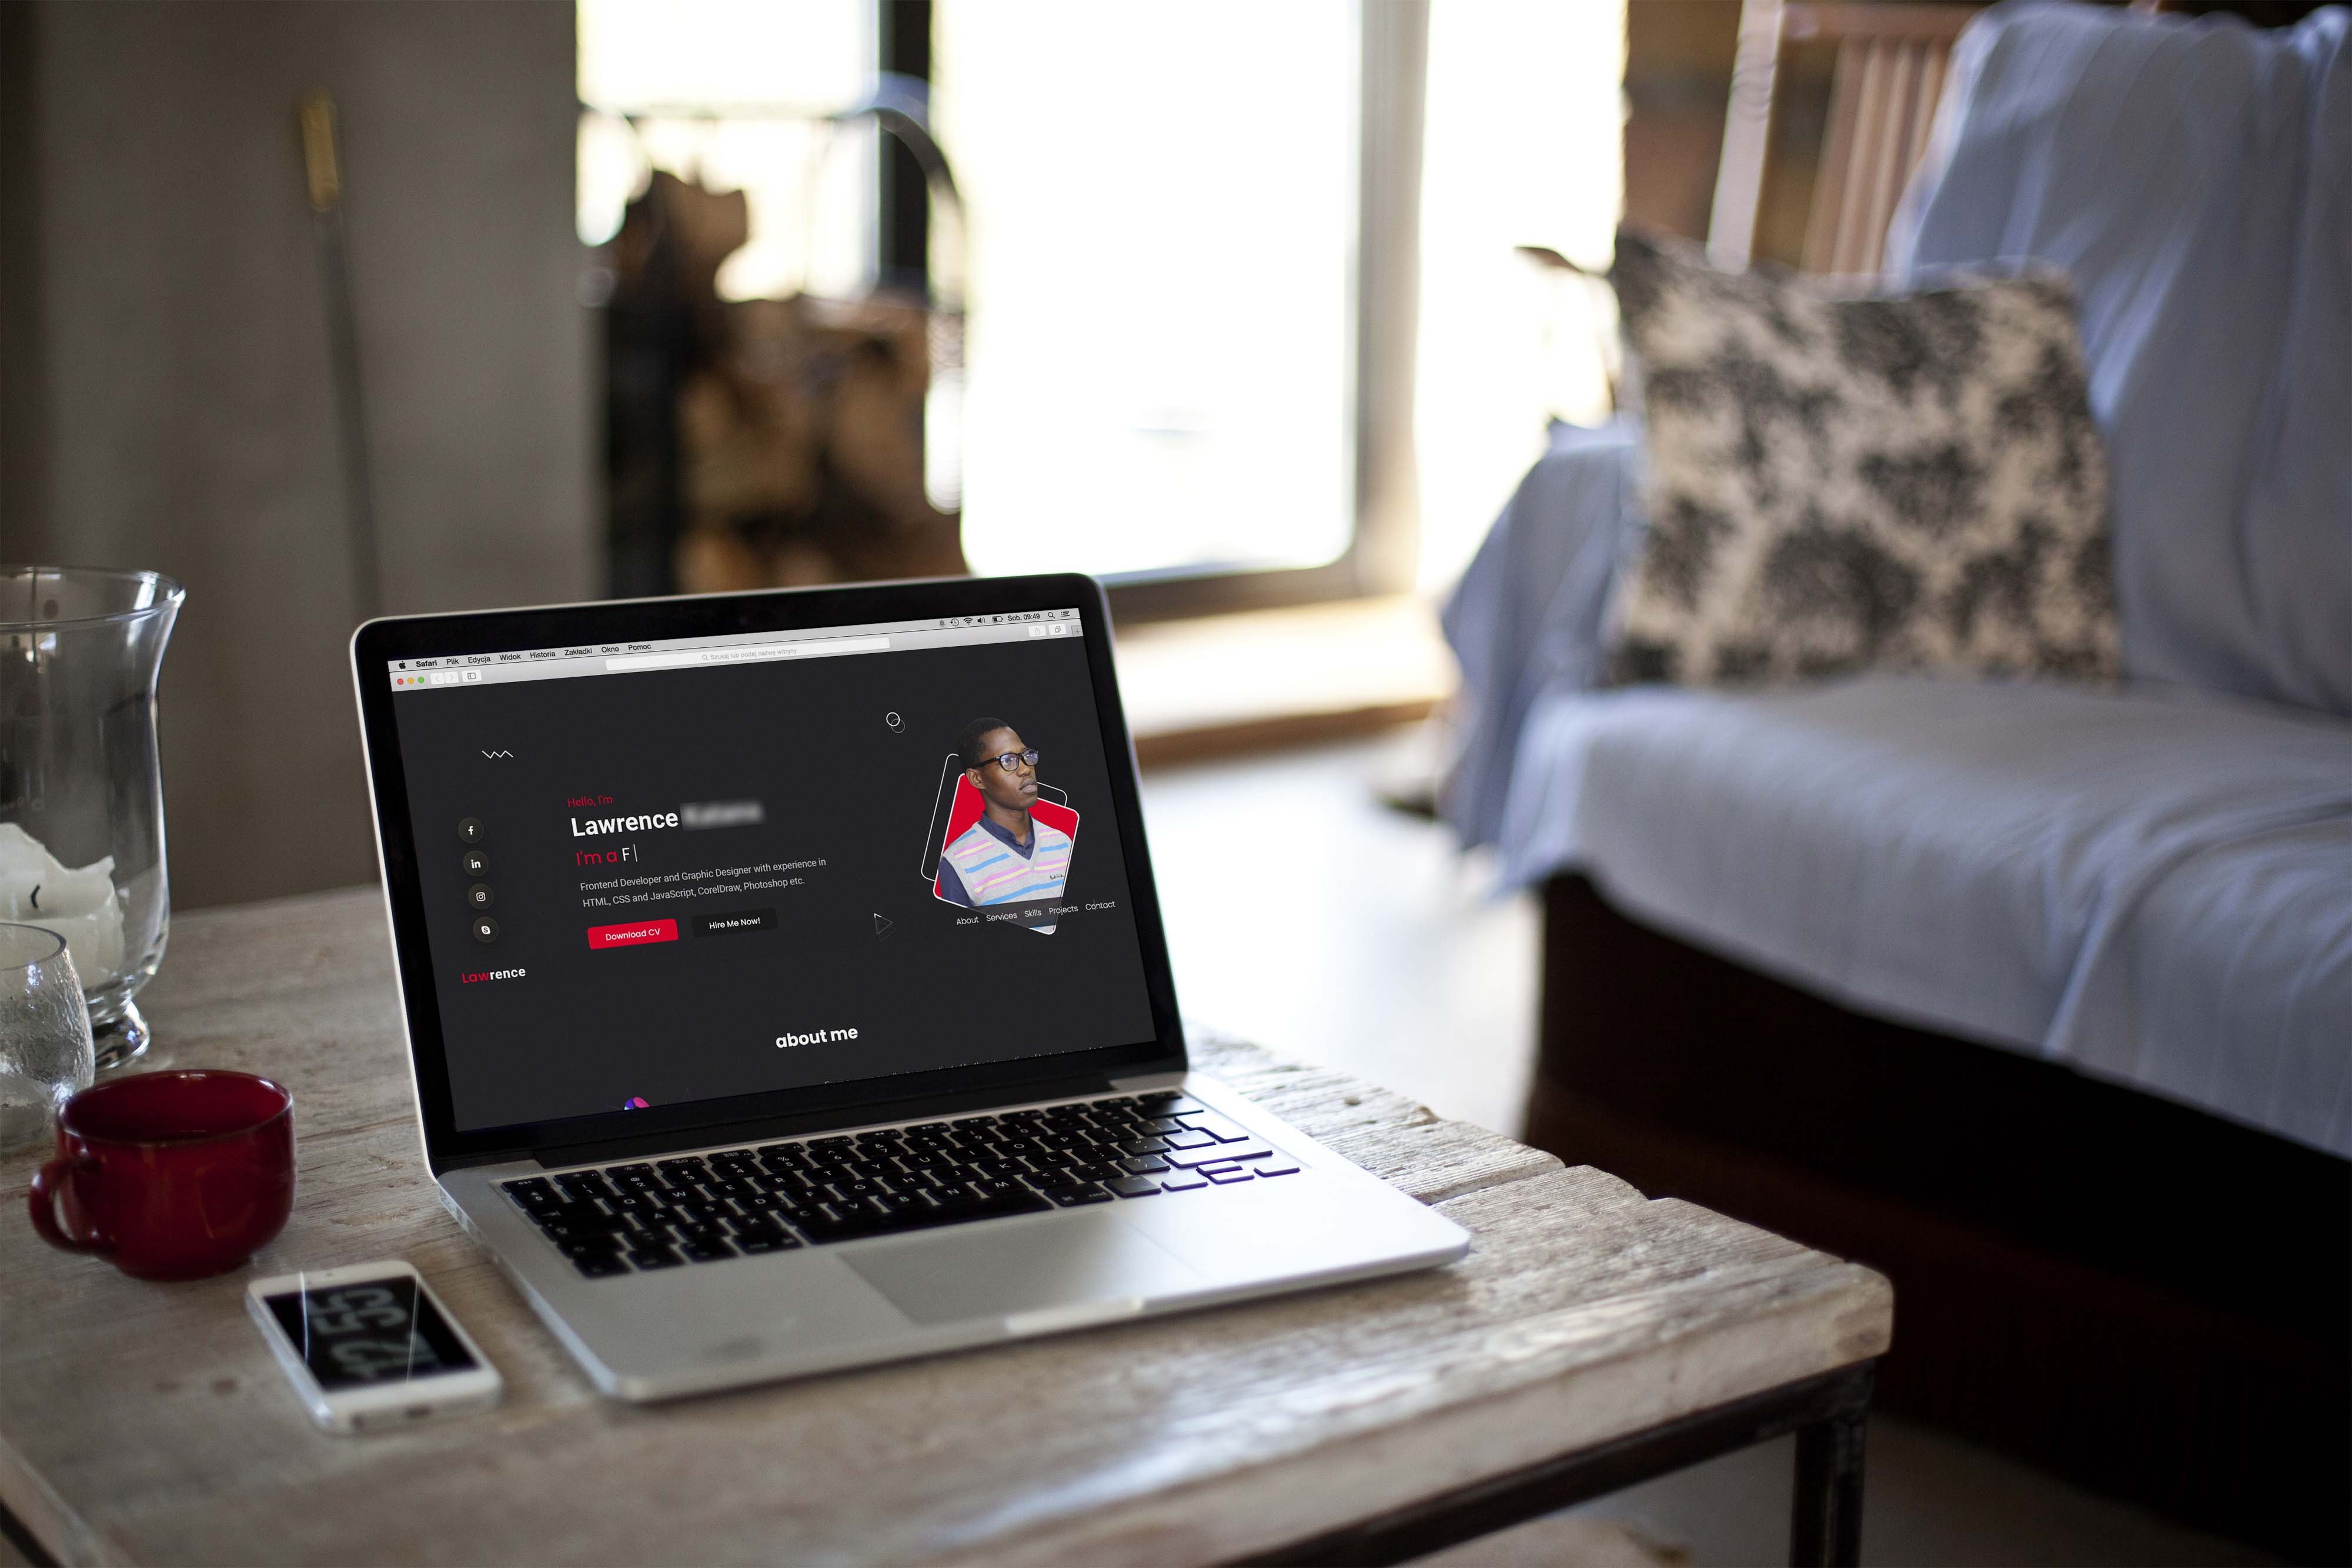 Safari Plik Edycja Widok Historia Zakładki Okno Pomoc
Sob. 09:49
Szukaj lub podaj nazwę witryny
Hello, I'm
Lawrence
I'm a F
Frontend Developer and Graphic Designer with experience in
HTML, CSS and JavaScript, CorelDraw, Photoshop etc.
Download CV
Hire Me Now!
About Services Skills Projects Contact
Lawrence
about me
12 55